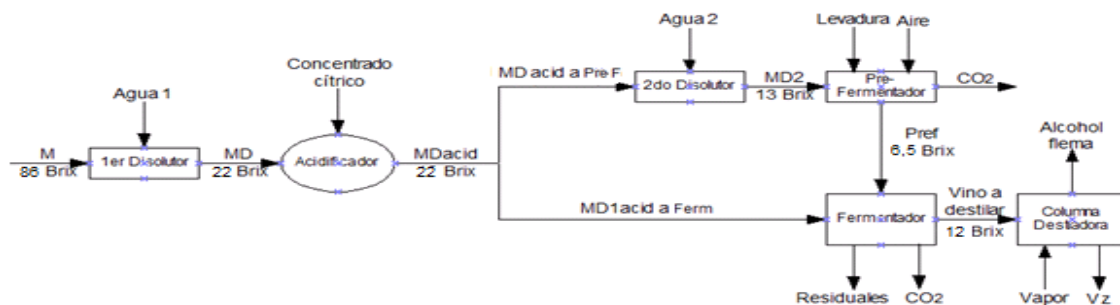 Agua 2
Levadura
Aire
Concentrado
cítrico
Agua 1
MD acid a Pre F.
2do Disolutor
MD2
13 Brix
Pre-
Fermentador
CO2
M
86 Brix
1er Disolutor
MD
22 Brix
Acidificador
MDacid
22 Brix
Pref
6,5 Brix
Alcohol
flema
MD1acid a Ferm
Fermentador
Vino a
destilar
12 Brix
Columna
Destiladora
Residuales
CO2
Vapor
Vz